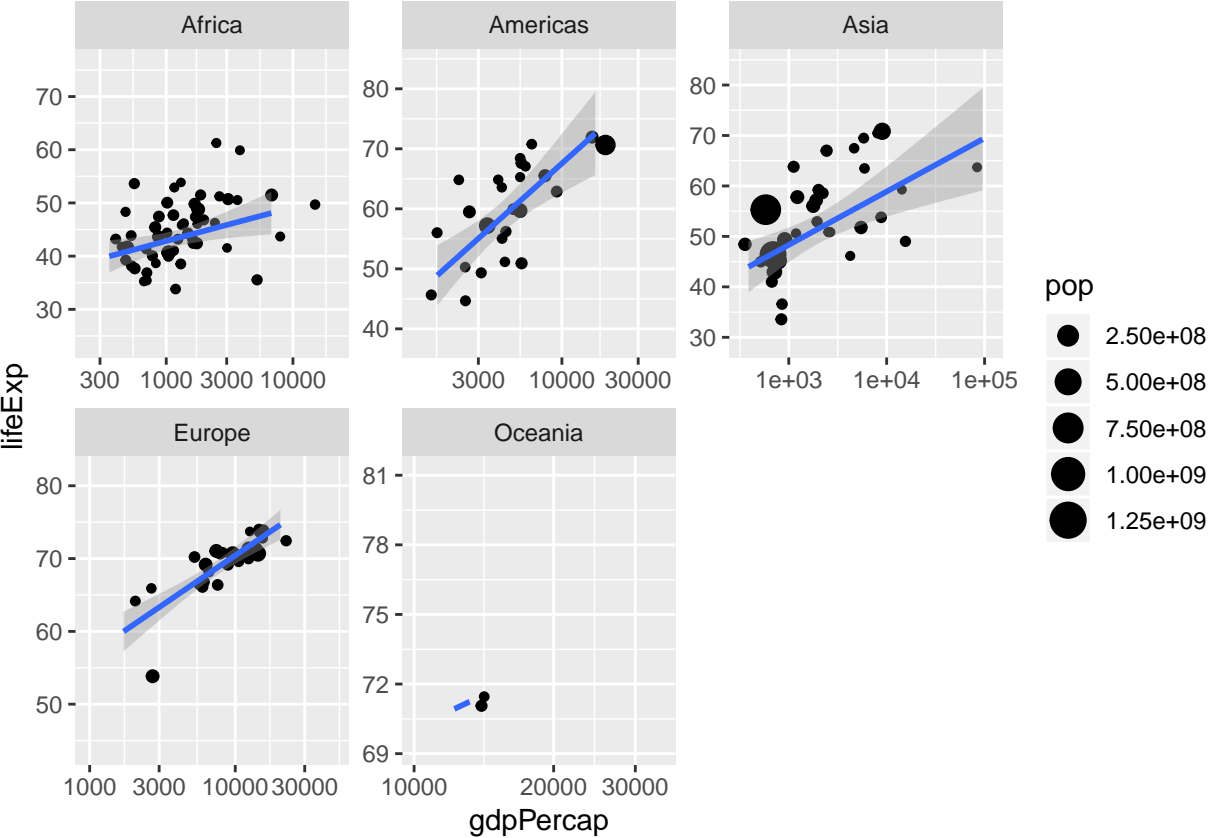 Africa
Americas
Asia
70
60
50
40
30
80
70
60
50
40
80
70
60
50
40
30
300 1000 3000 10000
3000 10000 30000
1e+03 1e+04 1e+05
Europe
Oceania
80
70
60
50
81
78
75
72
69
1000 3000 10000 30000
10000 20000 30000
gdpPercap
lifeExp
pop
2.50e+08
5.00e+08
7.50e+08
1.00e+09
1.25e+09